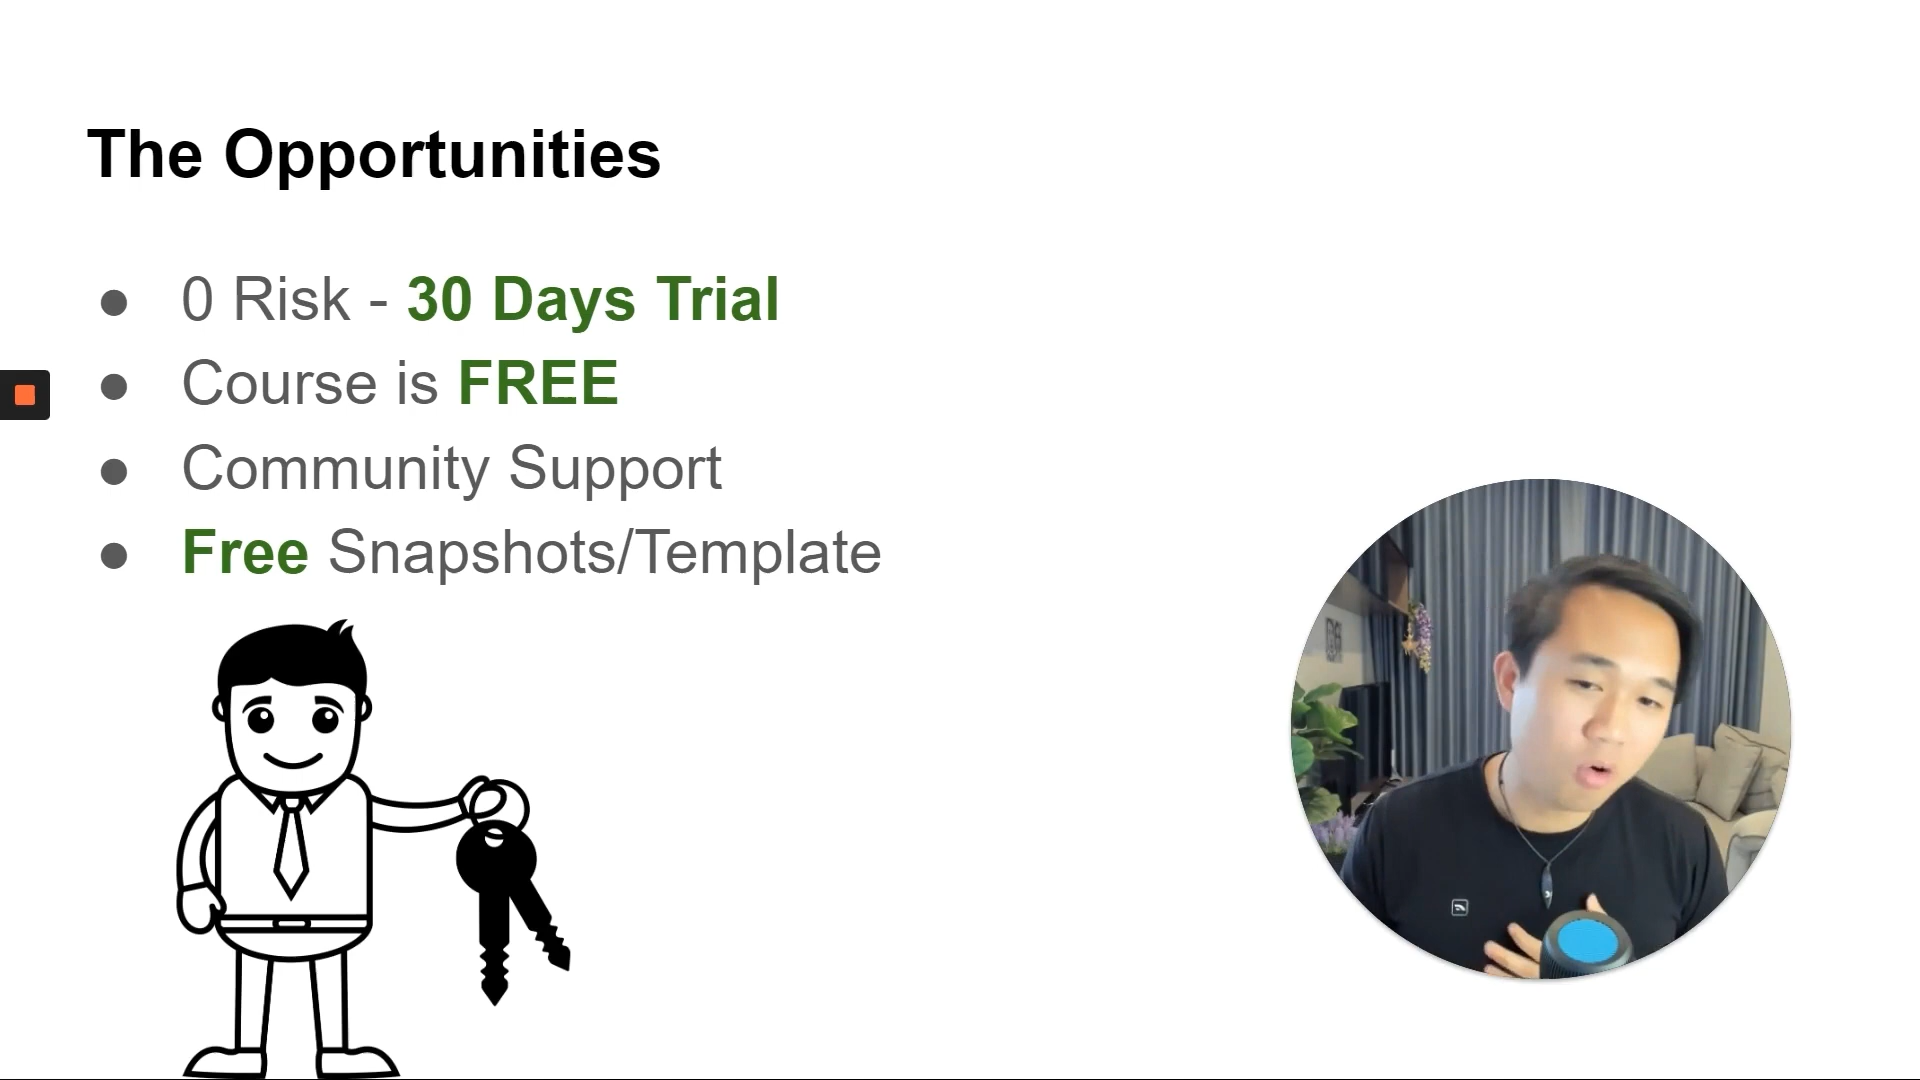 The Opportunities
● 0 Risk - 30 Days Trial
● Course is FREE
● Community Support
● Free Snapshots/Template